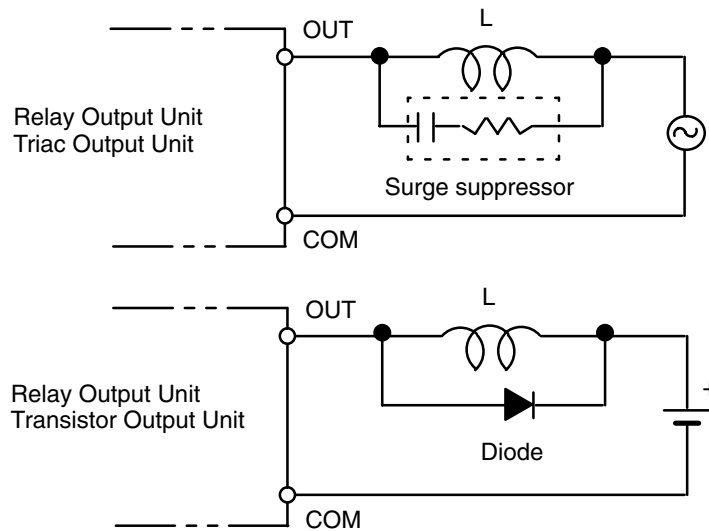 OUT
L
Relay Output Unit
Triac Output Unit
Surge suppressor
COM
OUT
L
+
Relay Output Unit
Transistor Output Unit
Diode
COM